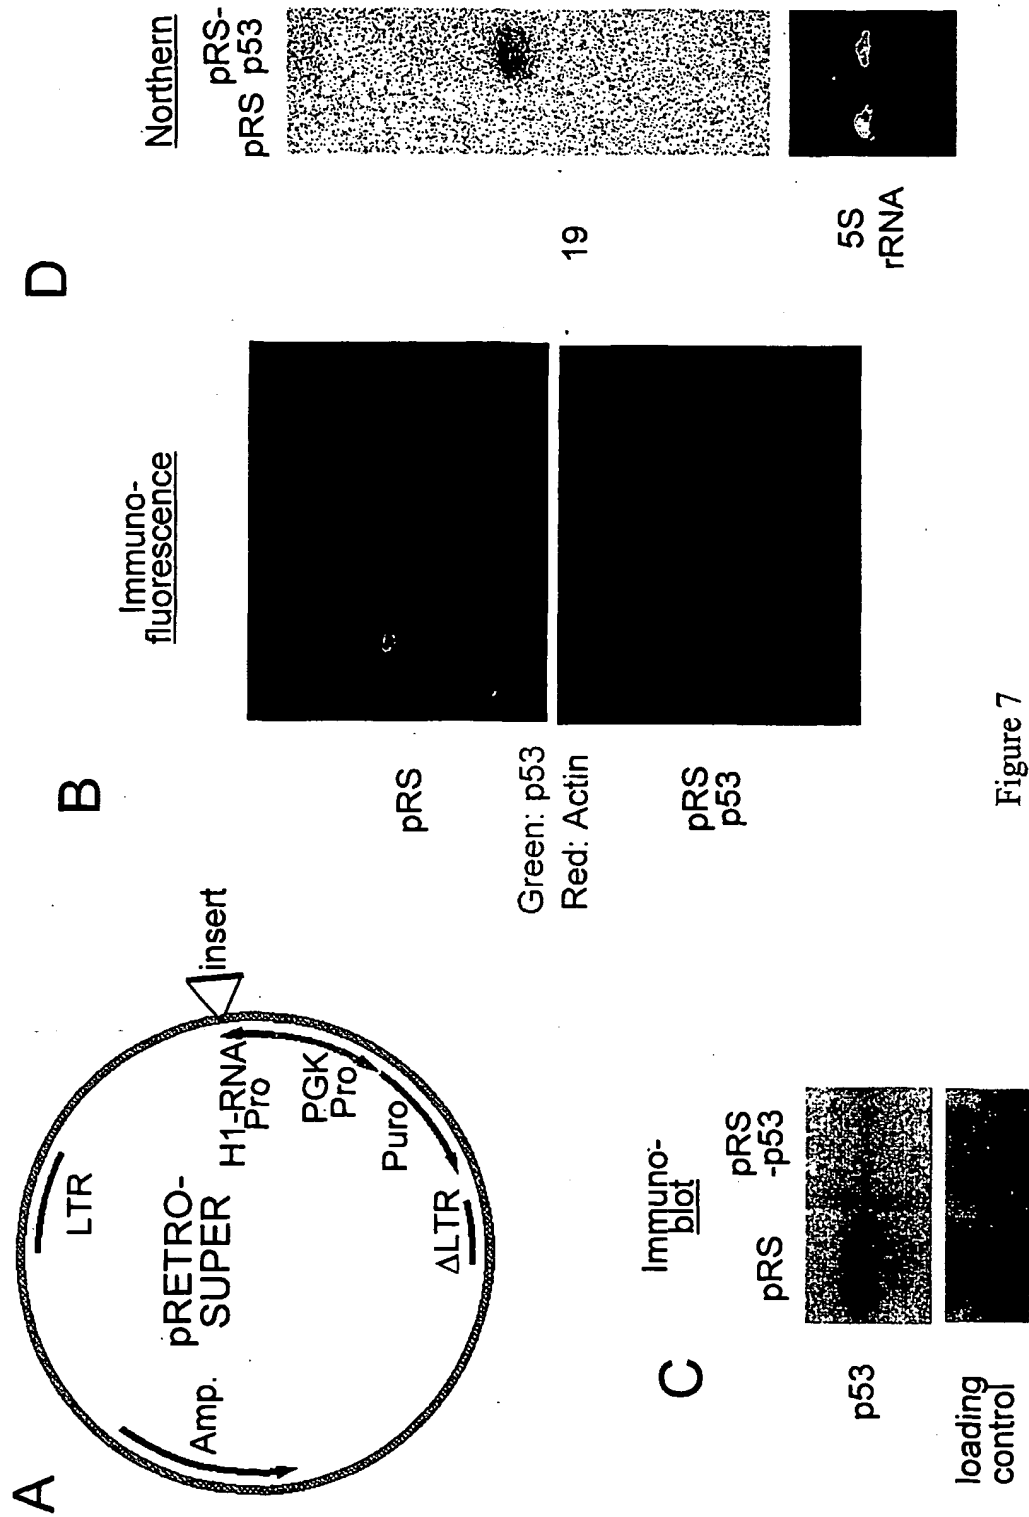 A
LTR
pRETRO-
SUPER
Amp.
H1-RNA
Pro
insert
PGK
Pro
Puro
ΔLTR
B
Immuno-
fluorescence
pRS
Green: p53
Red: Actin
pRS
p53
C
Immuno-
blot
pRS
pRS
-p53
p53
loading
control
D
Northern
pRS
pRS-
p53
19
5S
rRNA
Figure 7